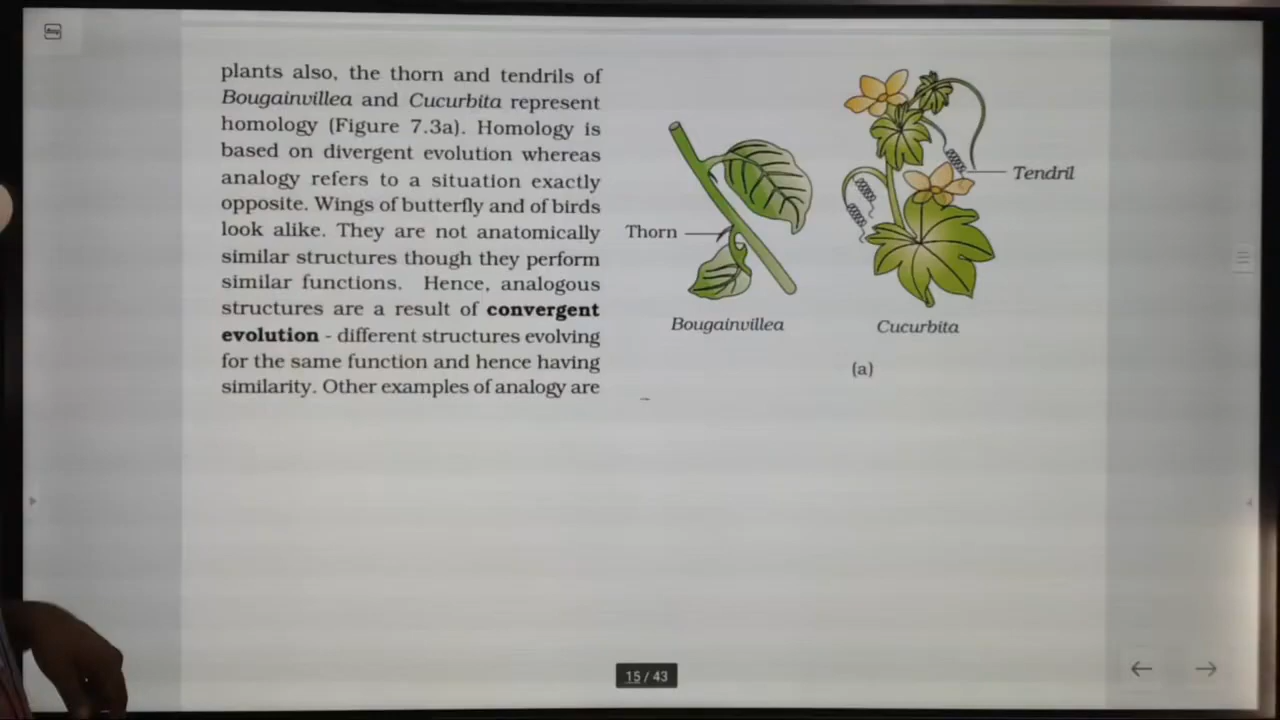 plants also, the thorn and tendrils of
Bougainvillea and Cucurbita represent
homology (Figure 7.3a). Homology is
based on divergent evolution whereas
analogy refers to a situation exactly
opposite. Wings of butterfly and of birds
look alike. They are not anatomically
similar structures though they perform
similar functions. Hence, analogous
structures are a result of convergent
evolution - different structures evolving
for the same function and hence having
similarity. Other examples of analogy are
Tendril
Thorn
Bougainvillea
Cucurbita
(a)
15 / 43